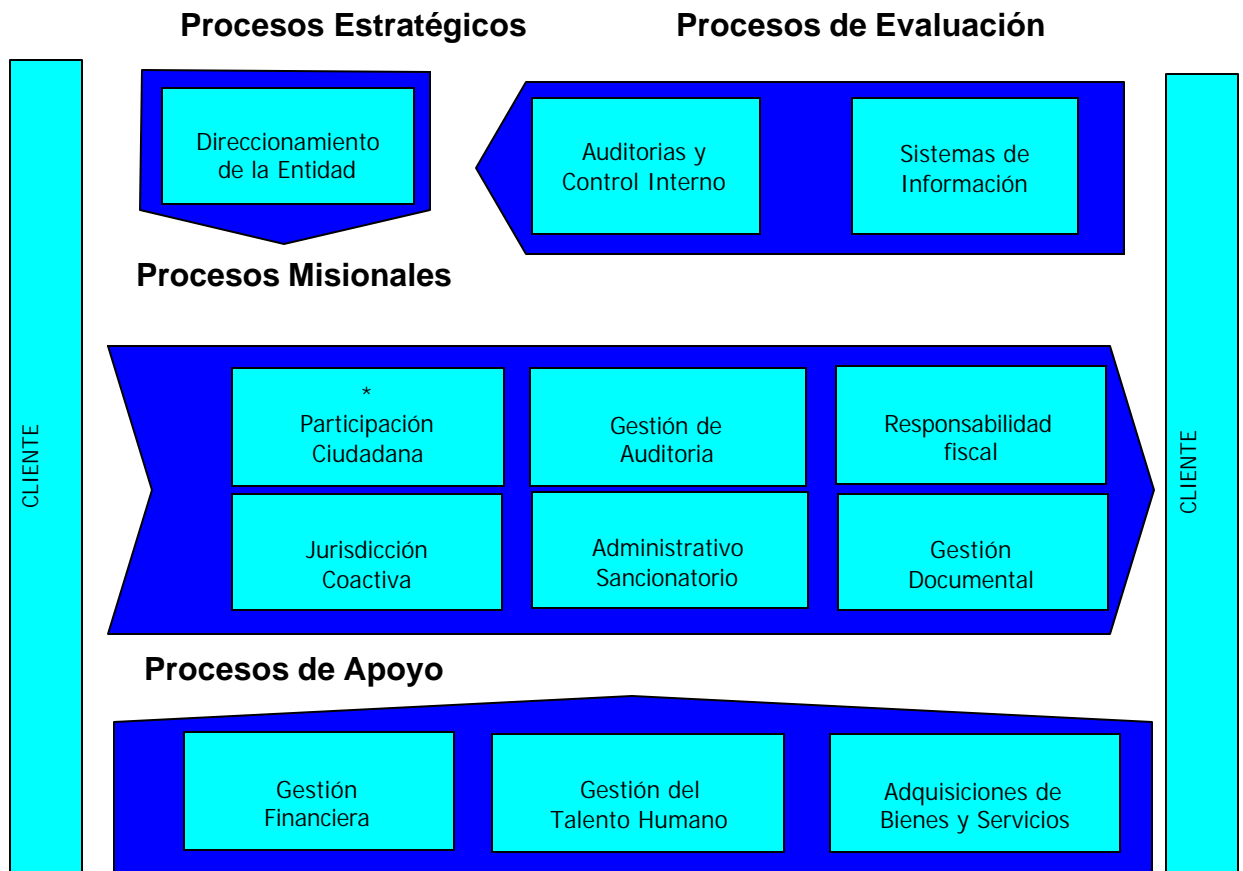 Procesos Estratégicos
Procesos de Evaluación
Direccionamiento
de la Entidad
Auditorias y
Control Interno
Sistemas de
Información
Procesos Misionales
CLIENTE
*
Participación
Ciudadana
Gestión de
Auditoria
Responsabilidad
fiscal
Jurisdicción
Coactiva
Administrativo
Sancionatorio
Gestión
Documental
CLIENTE
Procesos de Apoyo
Gestión
Financiera
Gestión del
Talento Humano
Adquisiciones de
Bienes y Servicios